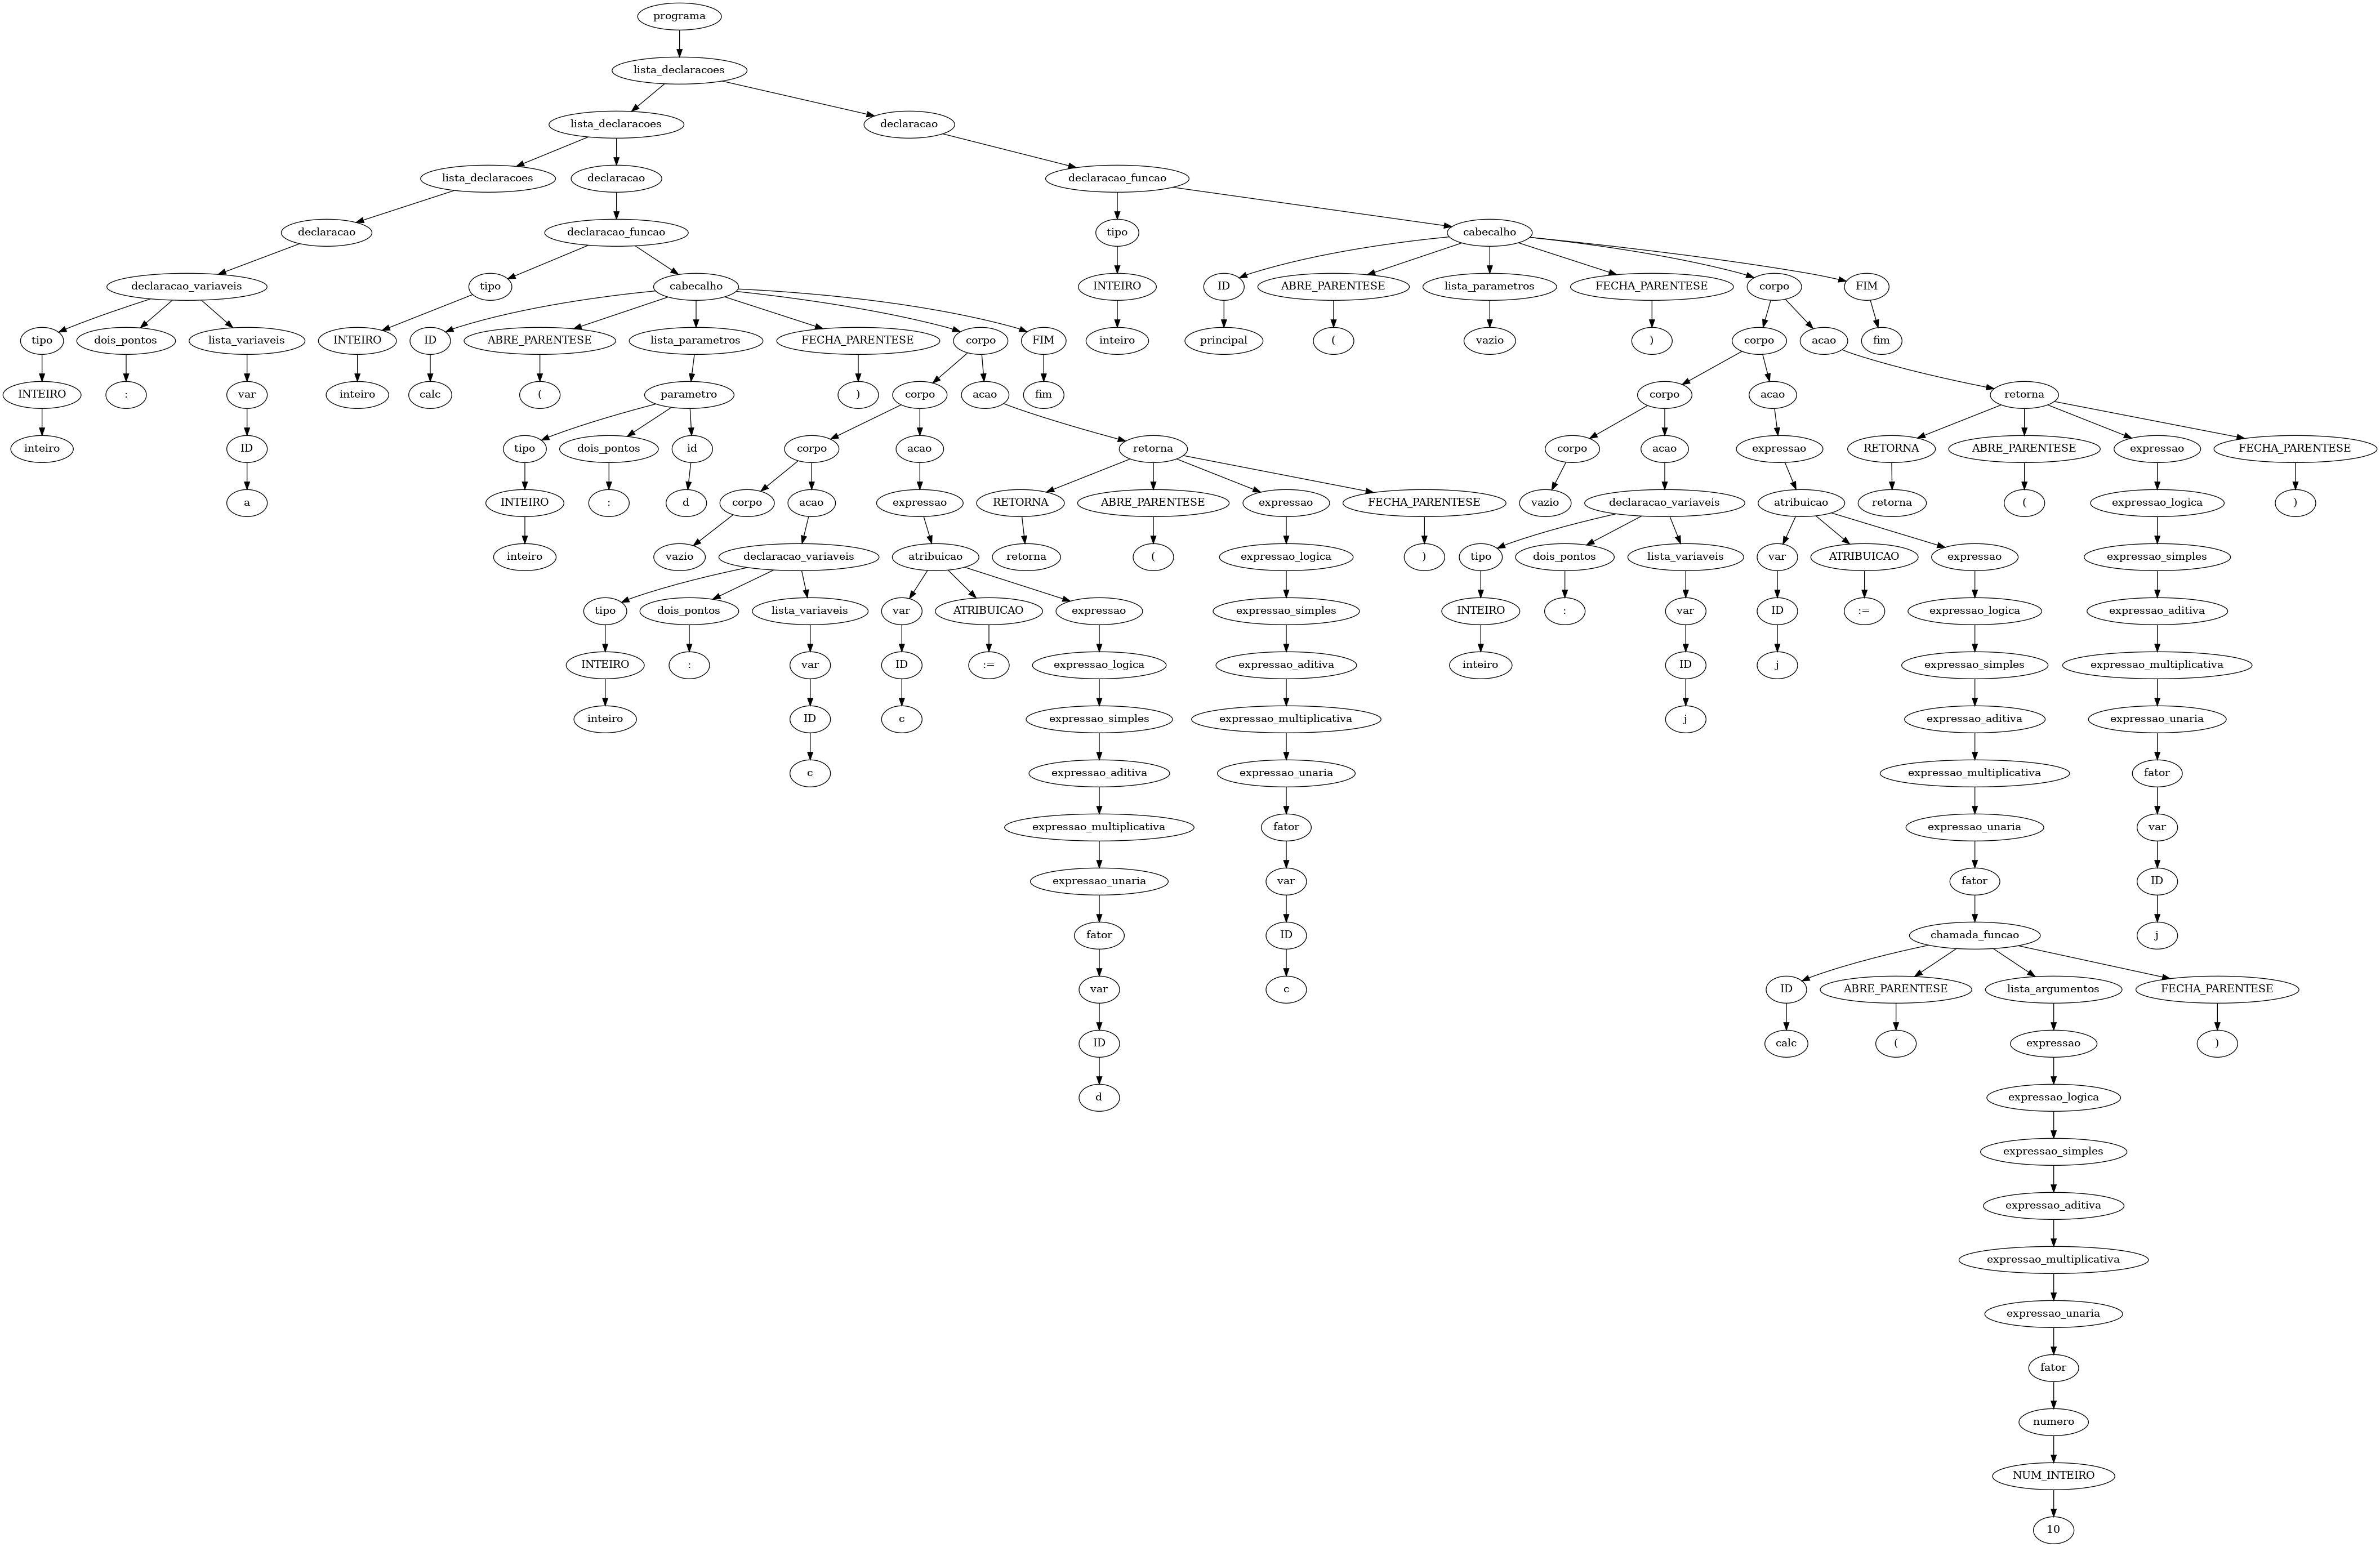 programa
lista_declaracoes
lista_declaracoes declaracao
lista_declaracoes declaracao declaracao_funcao
declaracao declaracao_funcao tipo cabecalho
declaracao_variaveis tipo cabecalho INTEIRO ID ABRE_PARENTESE lista_parametros FECHA_PARENTESE corpo FIM
tipo dois_pontos lista_variaveis INTEIRO ID ABRE_PARENTESE lista_parametros FECHA_PARENTESE corpo FIM inteiro principal ( vazio ) corpo acao fim
INTEIRO : var inteiro calc ( parametro ) corpo acao fim corpo acao retorna
inteiro ID tipo dois_pontos id corpo acao retorna corpo acao expressao RETORNA ABRE_PARENTESE expressao FECHA_PARENTESE
a INTEIRO : d corpo acao expressao RETORNA ABRE_PARENTESE expressao FECHA_PARENTESE vazio declaracao_variaveis atribuicao retorna ( expressao_logica )
inteiro vazio declaracao_variaveis atribuicao retorna ( expressao_logica ) tipo dois_pontos lista_variaveis var ATRIBUICAO expressao expressao_simples
tipo dois_pontos lista_variaveis var ATRIBUICAO expressao expressao_simples INTEIRO : var ID := expressao_logica expressao_aditiva
INTEIRO : var ID := expressao_logica expressao_aditiva inteiro ID j expressao_simples expressao_multiplicativa
inteiro ID c expressao_simples expressao_multiplicativa j expressao_aditiva expressao_unaria
c expressao_aditiva expressao_unaria expressao_multiplicativa fator
expressao_multiplicativa fator expressao_unaria var
expressao_unaria var fator ID
fator ID chamada_funcao j
var c ID ABRE_PARENTESE lista_argumentos FECHA_PARENTESE
ID calc ( expressao )
d expressao_logica
expressao_simples
expressao_aditiva
expressao_multiplicativa
expressao_unaria
fator
numero
NUM_INTEIRO
10